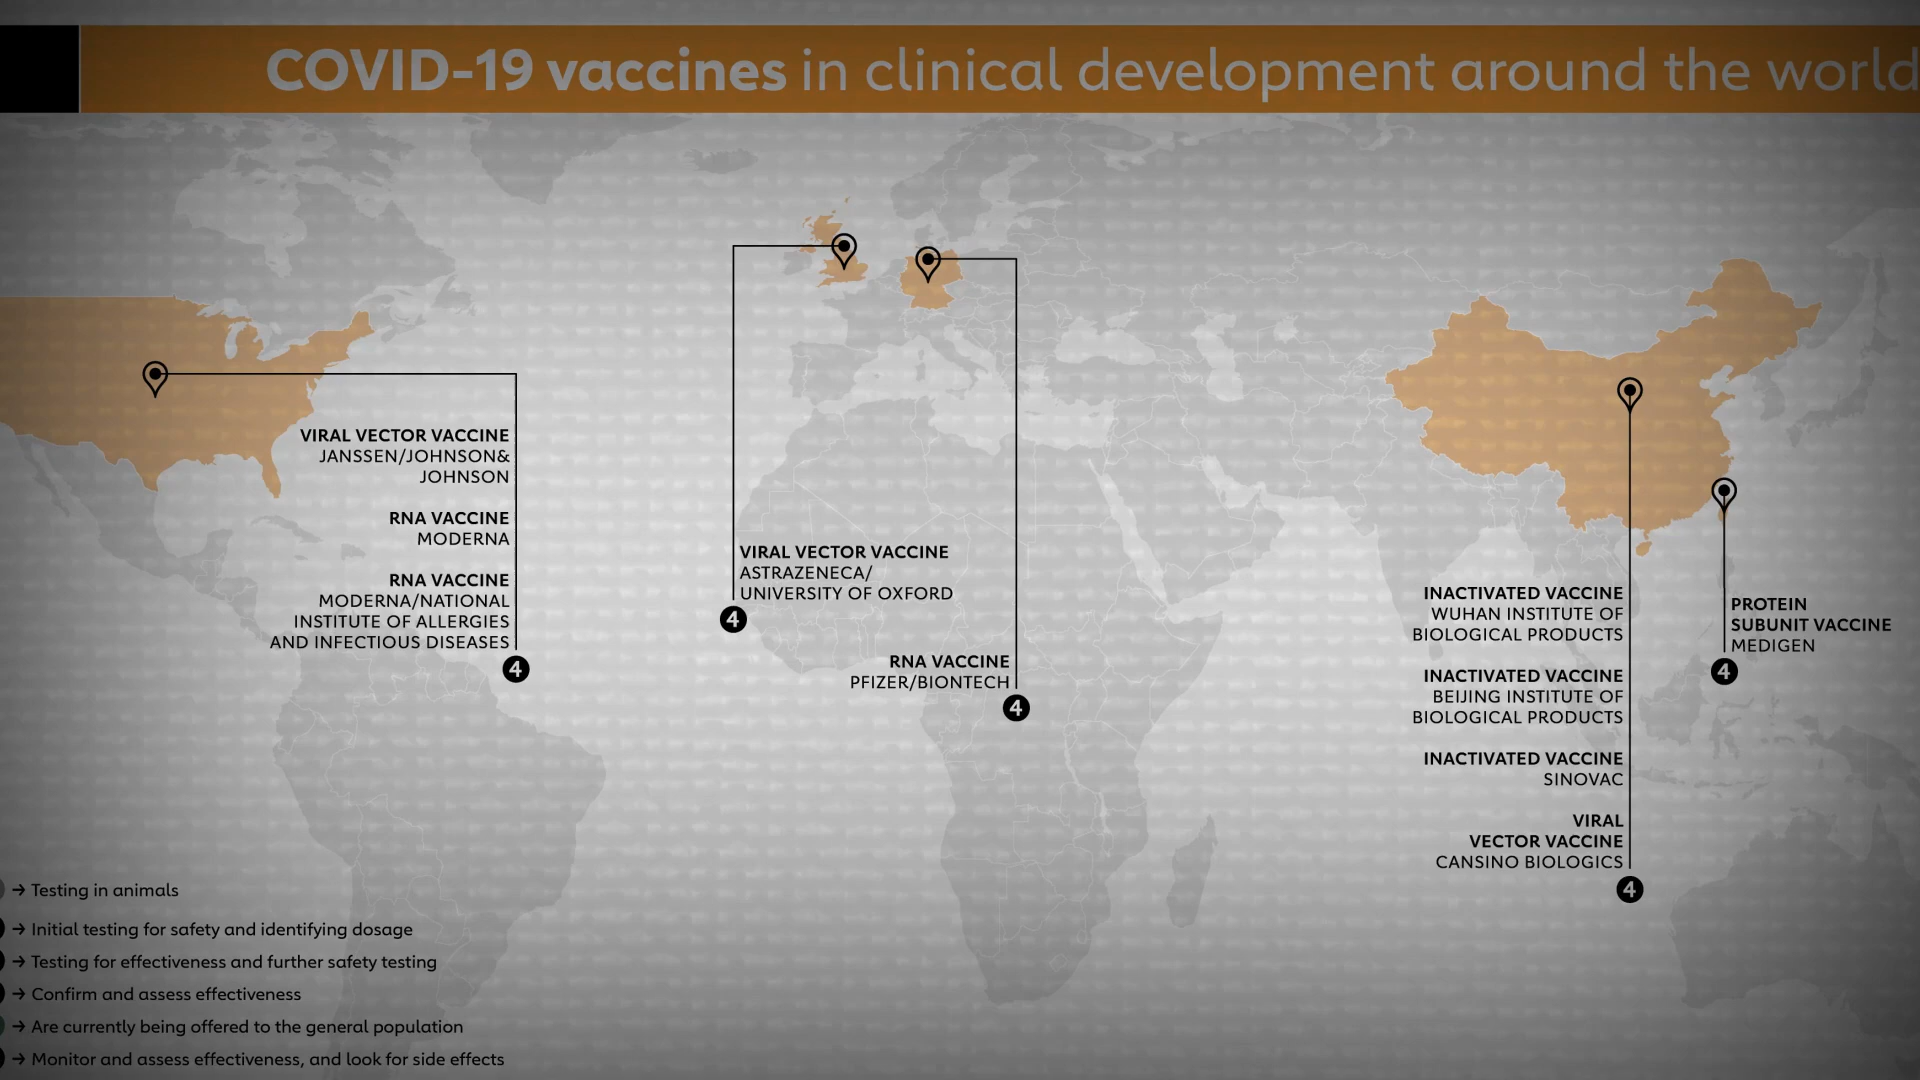 COVID-19 vaccines in clinical development around the world
VIRAL VECTOR VACCINE
JANSSEN/JOHNSON&
JOHNSON
RNA VACCINE
MODERNA
RNA VACCINE
MODERNA/NATIONAL
INSTITUTE OF ALLERGIES
AND INFECTIOUS DISEASES
4
VIRAL VECTOR VACCINE
ASTRAZENECA/
UNIVERSITY OF OXFORD
4
RNA VACCINE
PFIZER/BIONTECH
4
INACTIVATED VACCINE
WUHAN INSTITUTE OF
BIOLOGICAL PRODUCTS
INACTIVATED VACCINE
BEIJING INSTITUTE OF
BIOLOGICAL PRODUCTS
INACTIVATED VACCINE
SINOVAC
VIRAL
VECTOR VACCINE
CANSINO BIOLOGICS
4
PROTEIN
SUBUNIT VACCINE
MEDIGEN
4
→ Testing in animals
→ Initial testing for safety and identifying dosage
→ Testing for effectiveness and further safety testing
→ Confirm and assess effectiveness
→ Are currently being offered to the general population
→ Monitor and assess effectiveness, and look for side effects